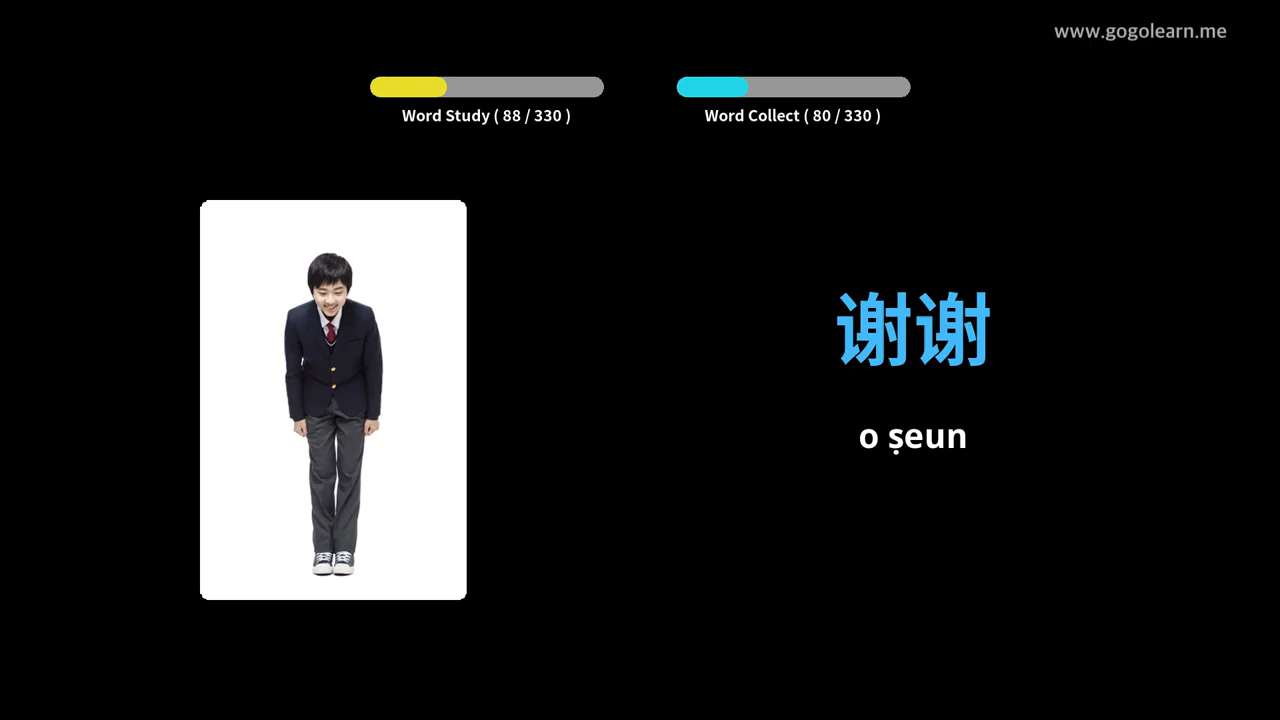 www.gogolearn.me
Word Study ( 88 / 330 )
Word Collect ( 80 / 330 )
谢谢
o ṣeun